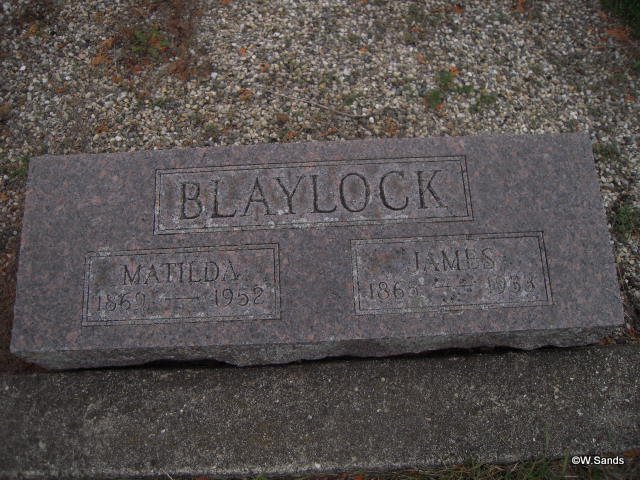 BLAYLOCK
MATILDA
1869 — 1952
JAMES
©W.Sands